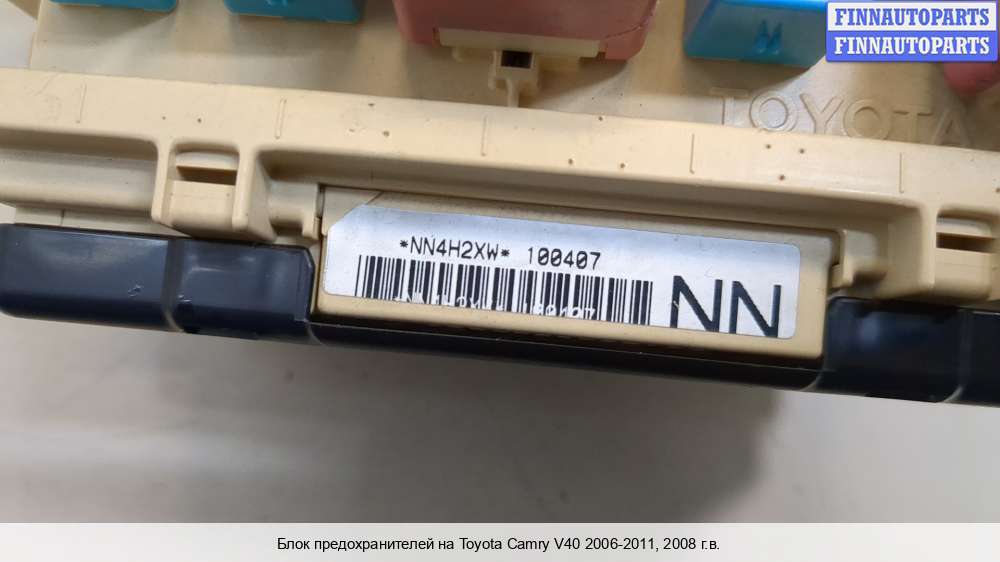 FINNAUTOPARTS
FINNAUTOPARTS
TOYOTA
*NN4H2XW* 100407
NN
Блок предохранителей на Toyota Camry V40 2006-2011, 2008 г.в.